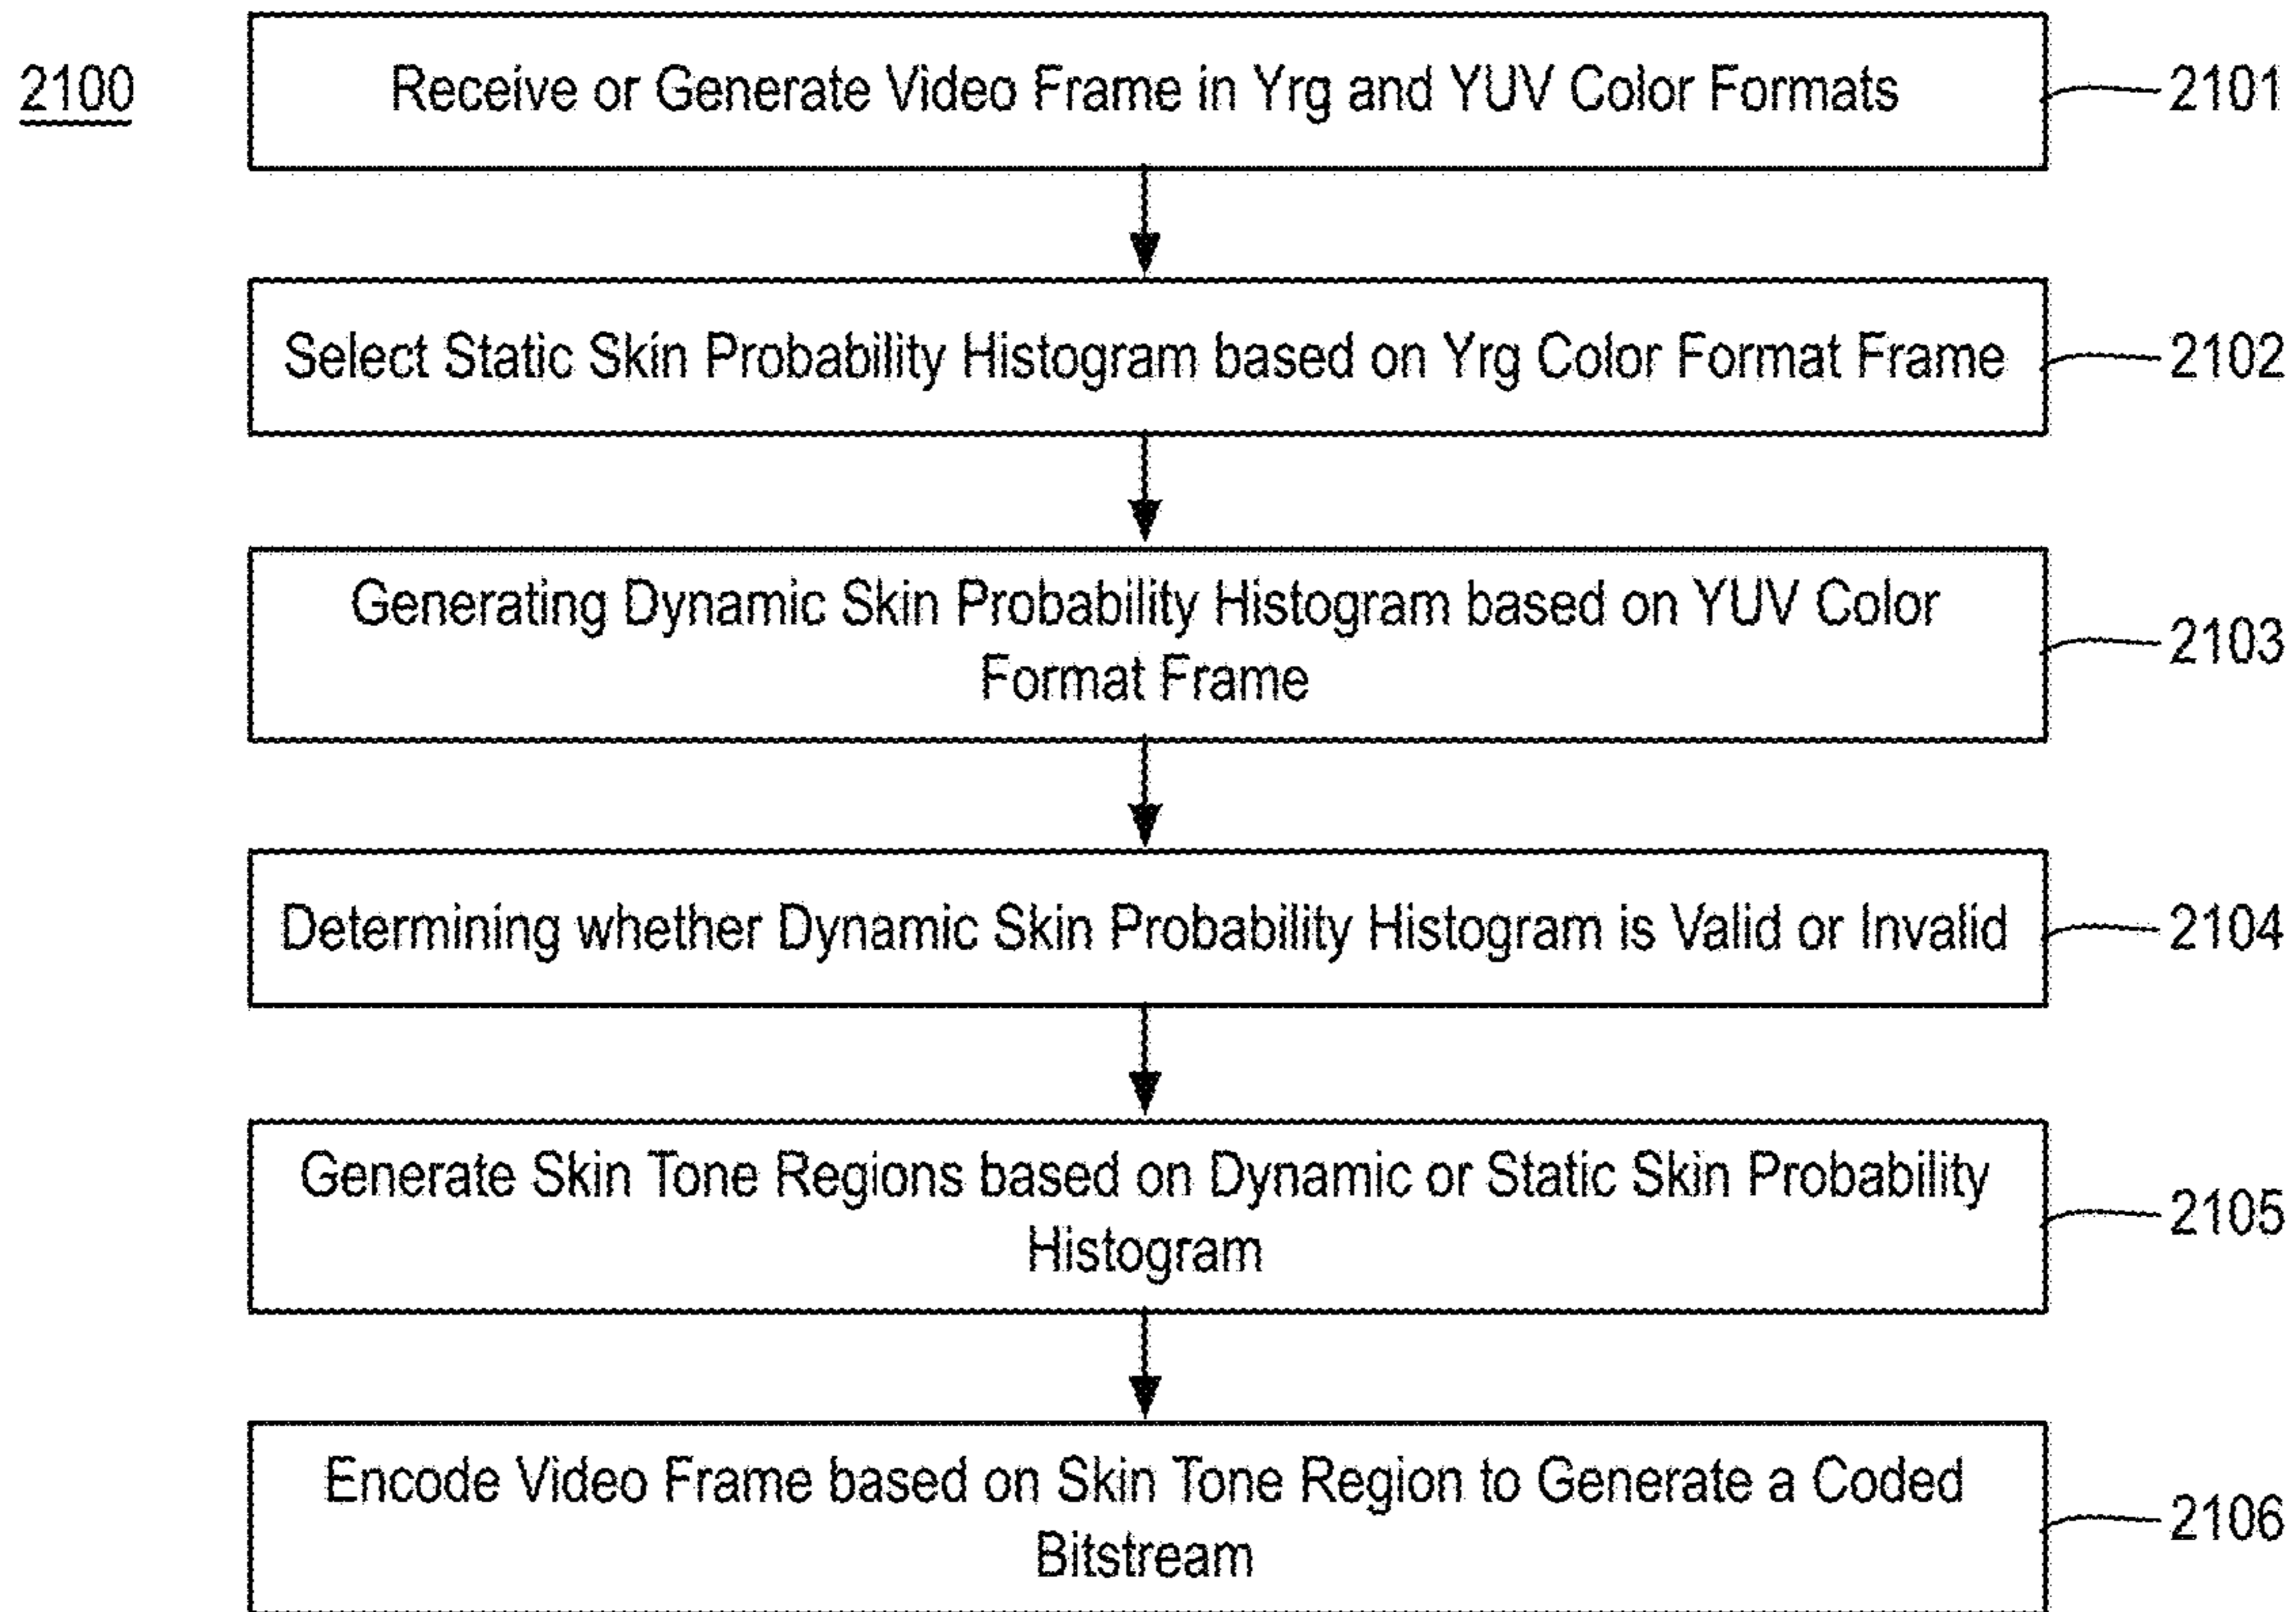 2100
Receive or Generate Video Frame in Yrg and YUV Color Formats
2101
Select Static Skin Probability Histogram based on Yrg Color Format Frame
2102
Generating Dynamic Skin Probability Histogram based on YUV Color
Format Frame
2103
Determining whether Dynamic Skin Probability Histogram is Valid or Invalid
2104
Generate Skin Tone Regions based on Dynamic or Static Skin Probability
Histogram
2105
Encode Video Frame based on Skin Tone Region to Generate a Coded
Bitstream
2106